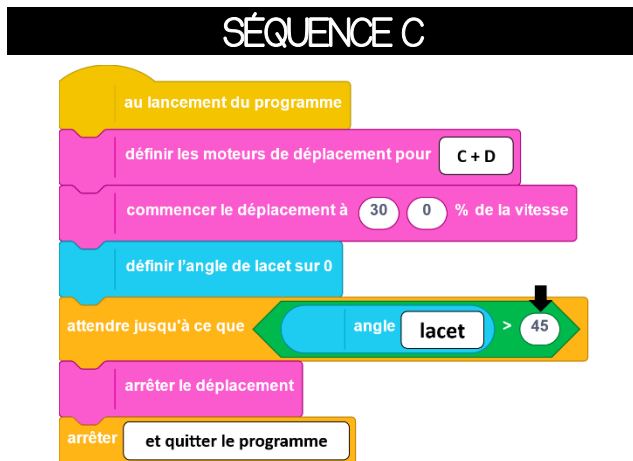 SÉQUENCE C
au lancement du programme
définir les moteurs de déplacement pour C + D
commencer le déplacement à 30 0 % de la vitesse
définir l'angle de lacet sur 0
attendre jusqu'à ce que angle lacet > 45
arrêter le déplacement
arrêter et quitter le programme